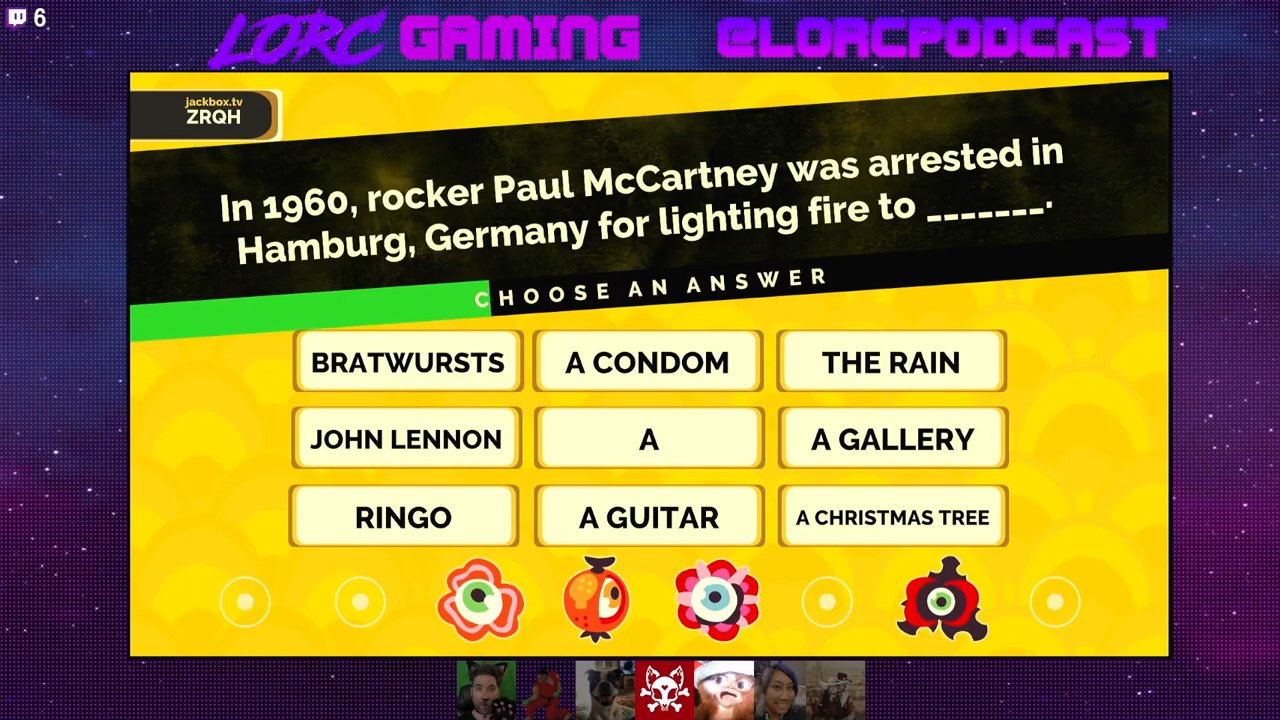 6
LORC GAMING @LORCPODCAST
jackbox.tv
ZRQH
In 1960, rocker Paul McCartney was arrested in
Hamburg, Germany for lighting fire to _______.
CHOOSE AN ANSWER
BRATWURSTS
A CONDOM
THE RAIN
JOHN LENNON
A
A GALLERY
RINGO
A GUITAR
A CHRISTMAS TREE